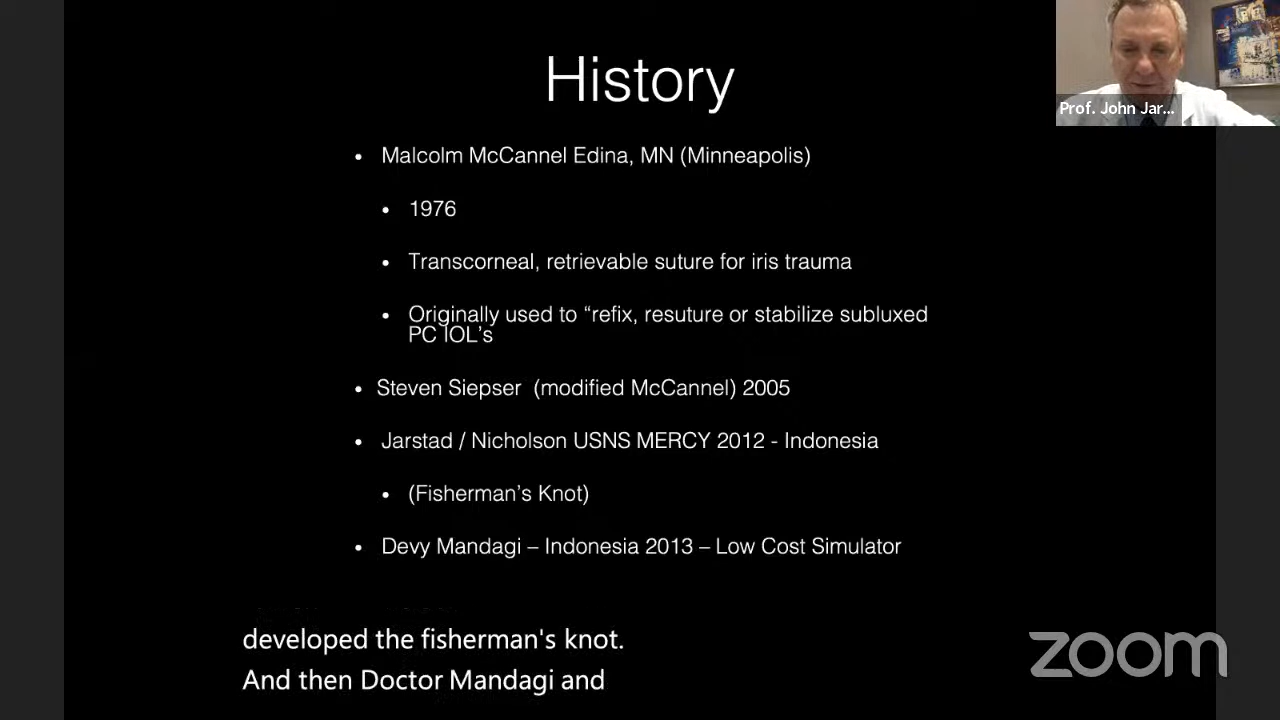 History
Prof. John Jar...
• Malcolm McCannel Edina, MN (Minneapolis)
• 1976
• Transcorneal, retrievable suture for iris trauma
• Originally used to “refix, resuture or stabilize subluxed
PC IOL’s
• Steven Siepser (modified McCannel) 2005
• Jarstad / Nicholson USNS MERCY 2012 - Indonesia
• (Fisherman’s Knot)
• Devy Mandagi – Indonesia 2013 – Low Cost Simulator
developed the fisherman's knot.
And then Doctor Mandagi and
zoom